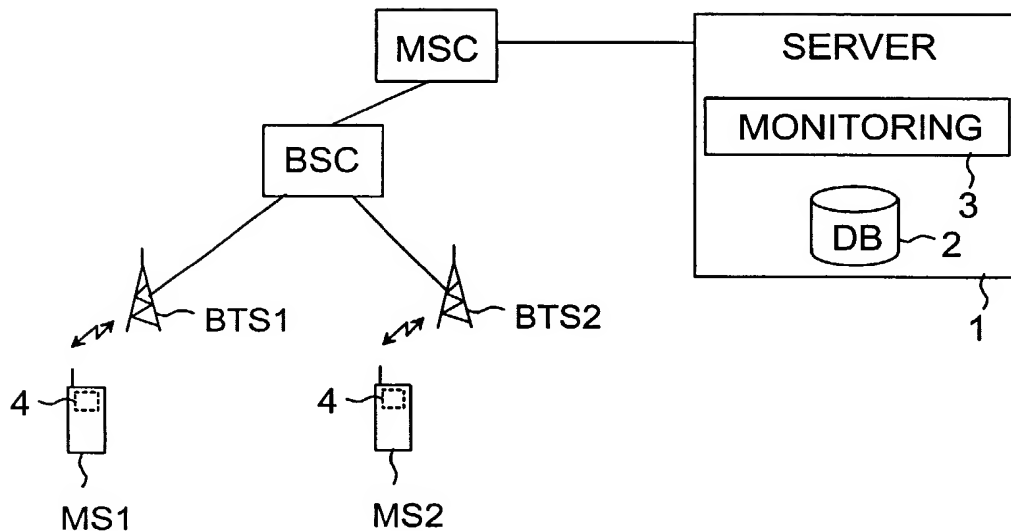 MSC
SERVER
MONITORING
3
BSC
DB
2
1
BTS1
BTS2
4
4
MS1
MS2